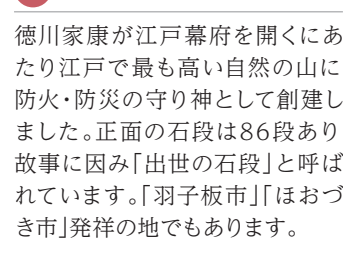 徳川家康が江戸幕府を開くにあ
たり江戸で最も高い自然の山に
防火・防災の守り神として創建し
ました。正面の石段は86段あり
故事に因み「出世の石段」と呼ば
れています。「羽子板市」「ほおづ
き市」発祥の地でもあります。